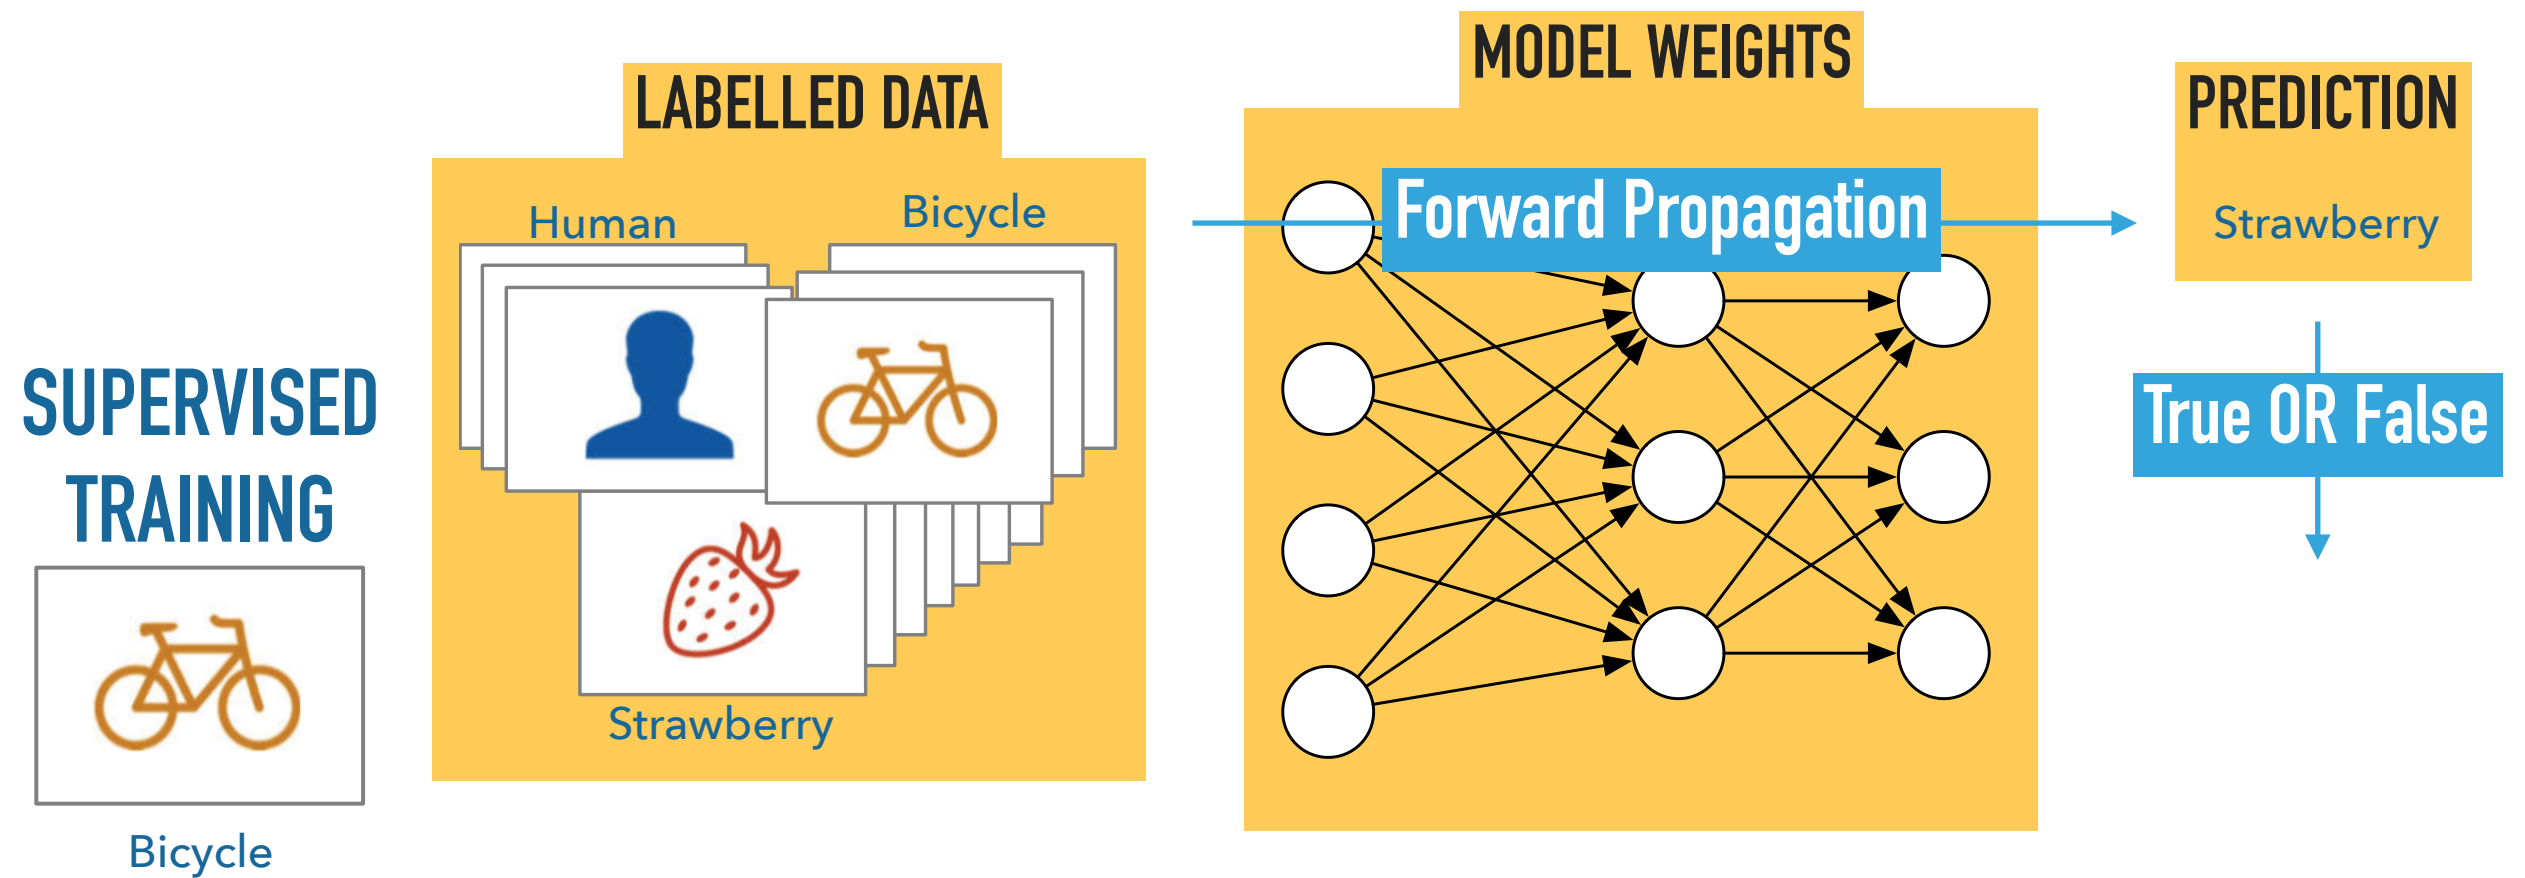 SUPERVISED
TRAINING
Bicycle
LABELLED DATA
Human
Bicycle
Strawberry
MODEL WEIGHTS
Forward Propagation
PREDICTION
Strawberry
True OR False